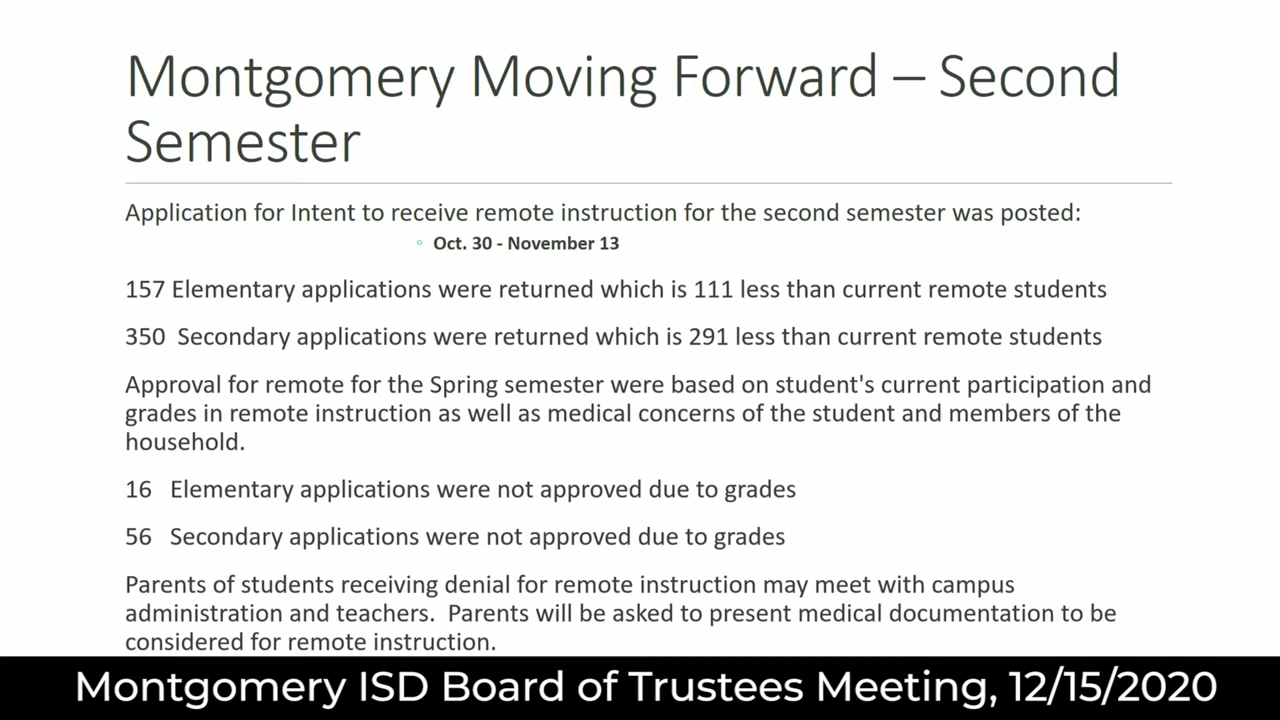 Montgomery Moving Forward – Second
Semester
Application for Intent to receive remote instruction for the second semester was posted:
◦ Oct. 30 - November 13
157 Elementary applications were returned which is 111 less than current remote students
350  Secondary applications were returned which is 291 less than current remote students
Approval for remote for the Spring semester were based on student's current participation and
grades in remote instruction as well as medical concerns of the student and members of the
household.
16   Elementary applications were not approved due to grades
56   Secondary applications were not approved due to grades
Parents of students receiving denial for remote instruction may meet with campus
administration and teachers.  Parents will be asked to present medical documentation to be
considered for remote instruction.
Montgomery ISD Board of Trustees Meeting, 12/15/2020